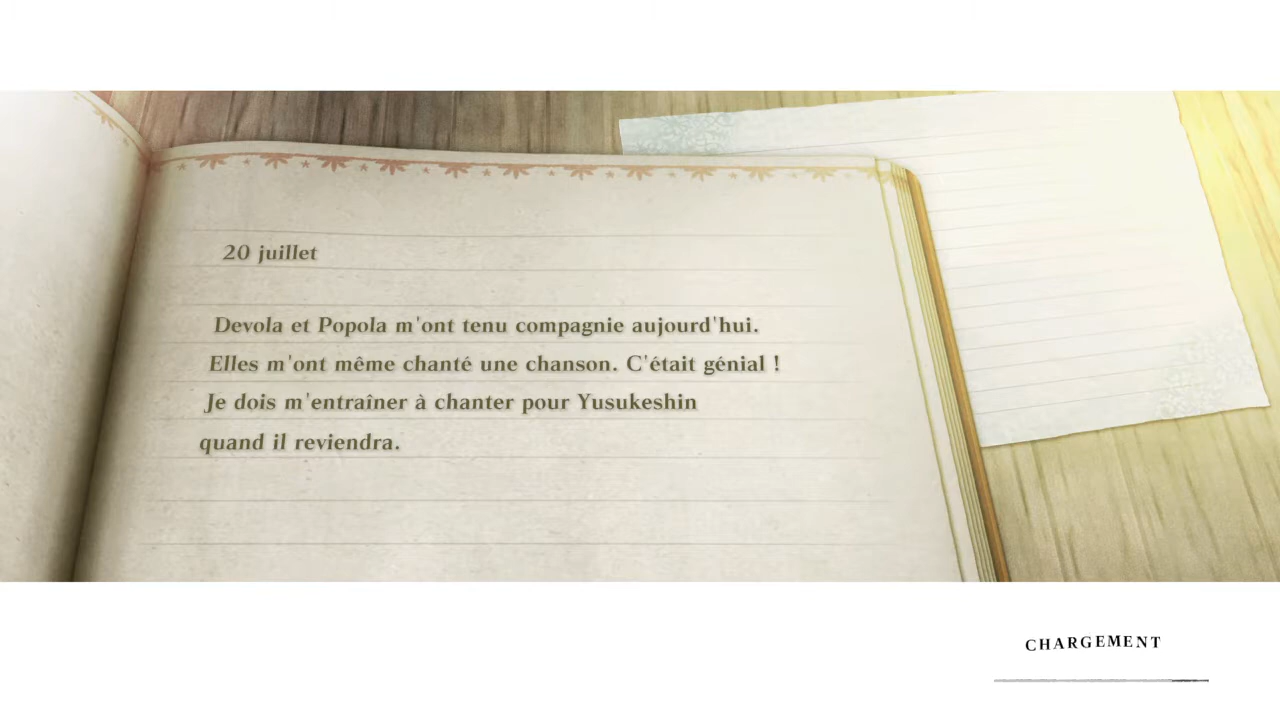 20 juillet
Devola et Popola m'ont tenu compagnie aujourd'hui.
Elles m'ont même chanté une chanson. C'était génial !
Je dois m'entraîner à chanter pour Yusukeshin
quand il reviendra.
CHARGEMENT